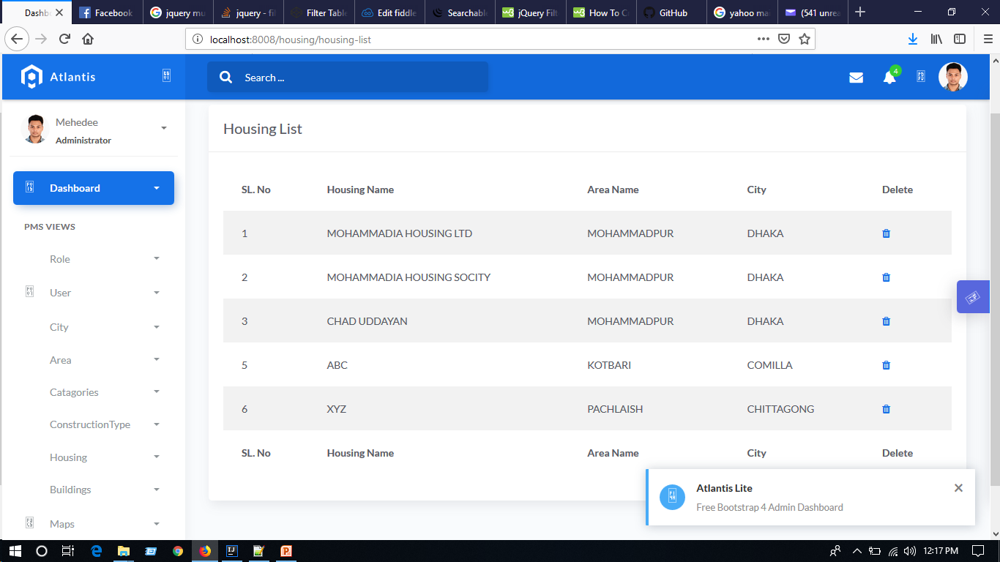 Dashb
Facebook
jquery mu
jquery - fil
Filter Table
Edit fiddle
Searchable
jQuery Filt
How To Cr
GitHub
yahoo mai
(541 unrea
localhost:8008/housing/housing-list
Atlantis
Search ...
4
Mehedee
Administrator
Dashboard
PMS VIEWS
Role
User
City
Area
Catagories
ConstructionType
Housing
Buildings
Maps
Housing List
SL. No Housing Name Area Name City Delete
1 MOHAMMADIA HOUSING LTD MOHAMMADPUR DHAKA
2 MOHAMMADIA HOUSING SOCITY MOHAMMADPUR DHAKA
3 CHAD UDDAYAN MOHAMMADPUR DHAKA
5 ABC KOTBARI COMILLA
6 XYZ PACHLAISH CHITTAGONG
SL. No Housing Name Area Name City Delete
Atlantis Lite
Free Bootstrap 4 Admin Dashboard
12:17 PM